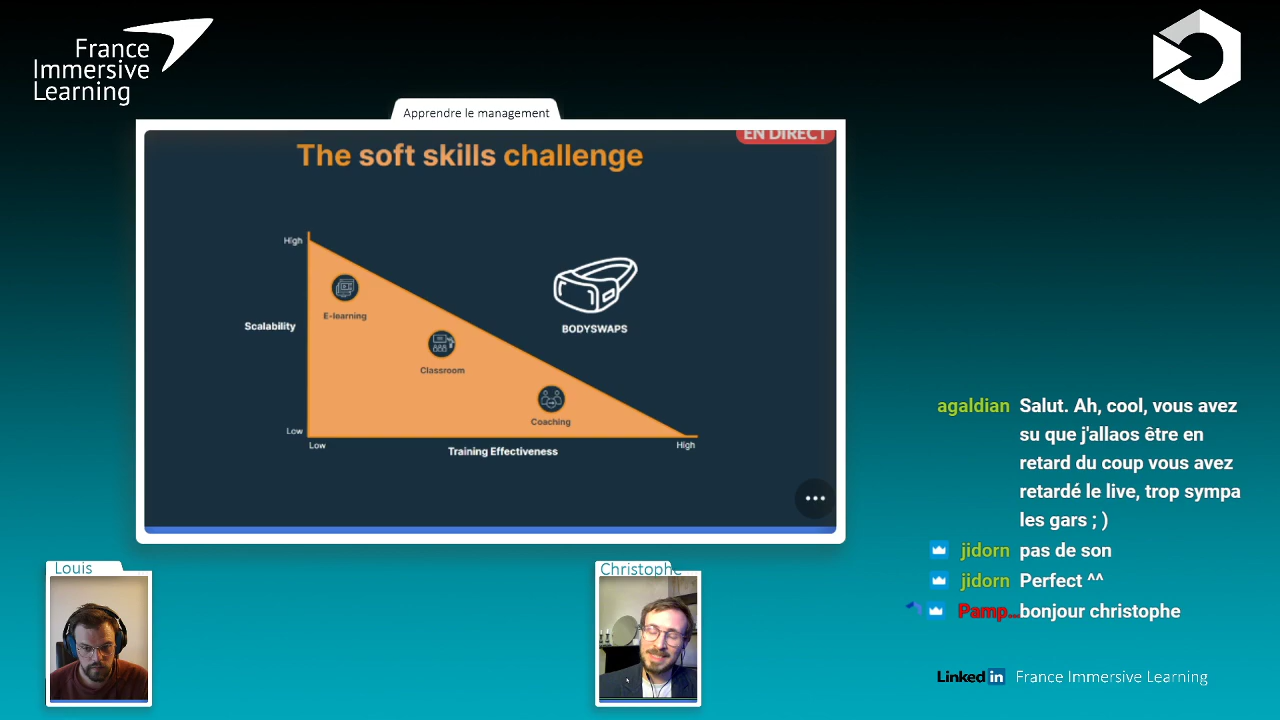 France
Immersive
Learning
Apprendre le management
EN DIRECT
The soft skills challenge
High
E-learning
Scalability
BODYSWAPS
Classroom
Coaching
Low
Low
High
Training Effectiveness
agaldian Salut. Ah, cool, vous avez
su que j'allaos être en
retard du coup vous avez
retardé le live, trop sympa
les gars ; )
jidorn pas de son
jidorn Perfect ^^
Pamp...bonjour christophe
Louis
Christophe
Linked in France Immersive Learning